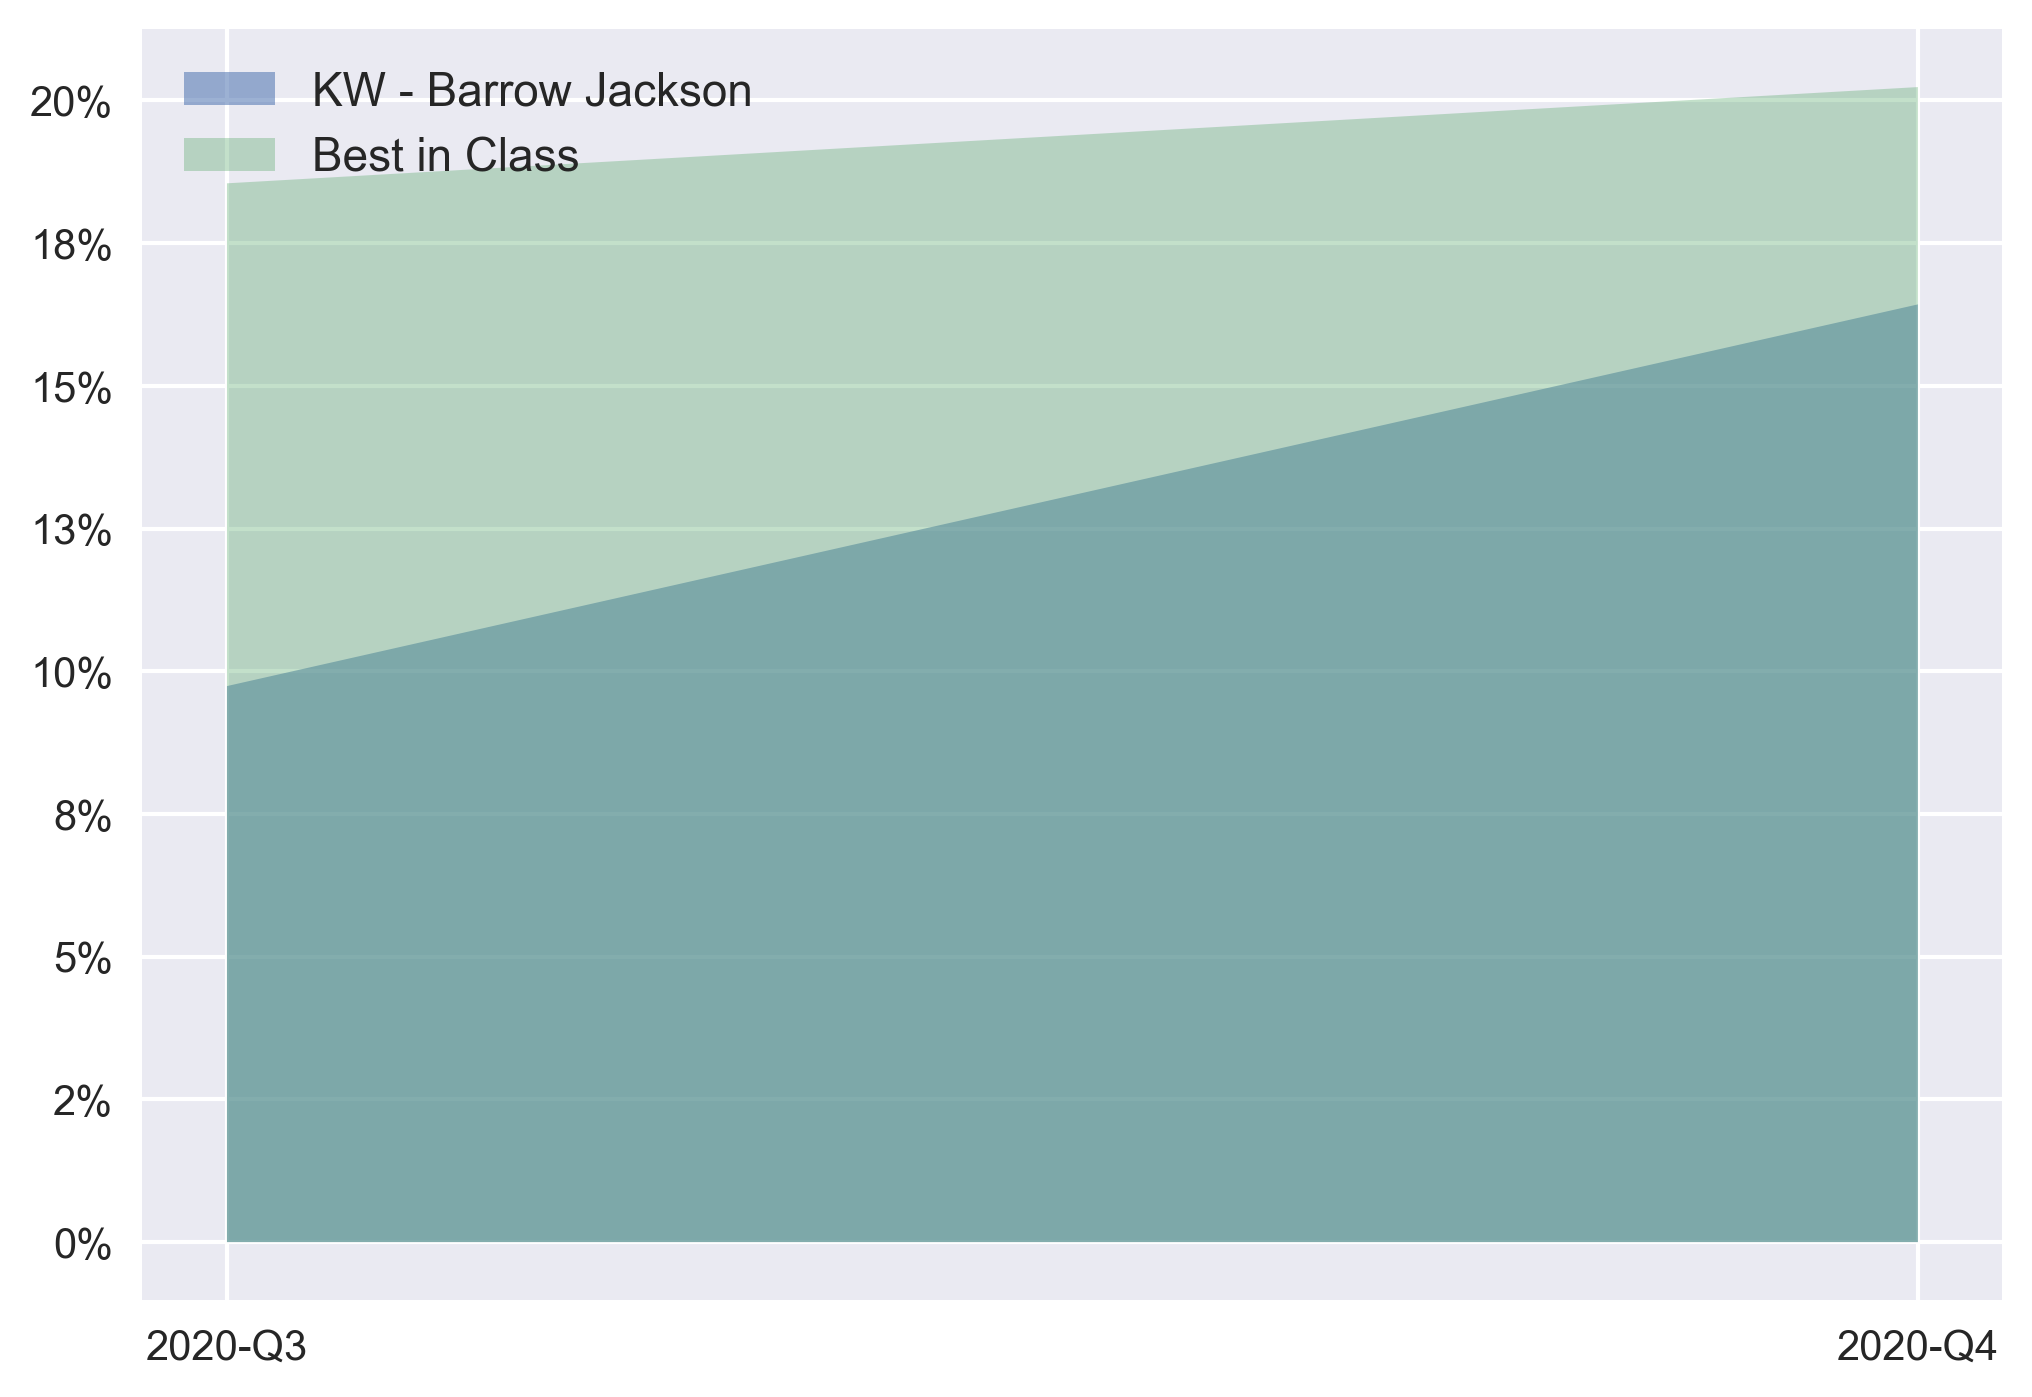 KW - Barrow Jackson
Best in Class
20%
18%
15%
13%
10%
8%
5%
2%
0%
2020-Q3
2020-Q4